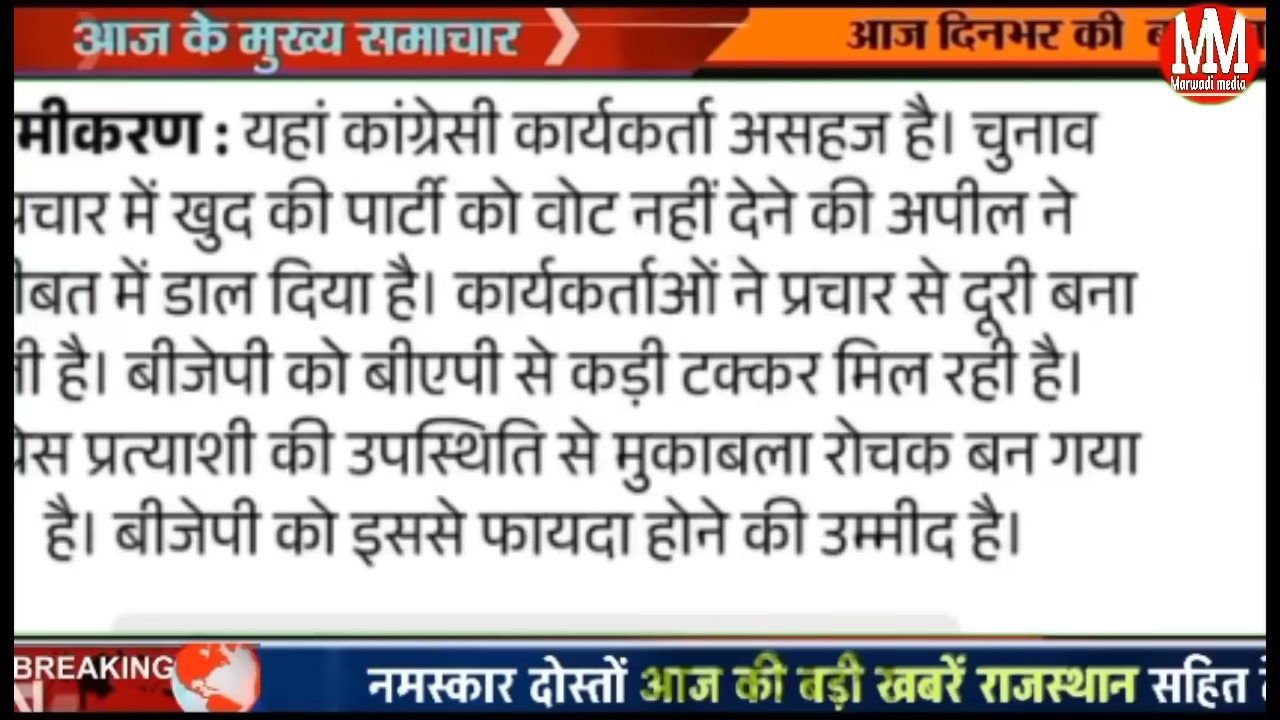 आज के मुख्य समाचार
आज दिनभर की
MM
Marwadi media
मीकरण : यहां कांग्रेसी कार्यकर्ता असहज है। चुनाव
प्रचार में खुद की पार्टी को वोट नहीं देने की अपील ने
ीबत में डाल दिया है। कार्यकर्ताओं ने प्रचार से दूरी बना
है। बीजेपी को बीएपी से कड़ी टक्कर मिल रही है।
प्रत्याशी की उपस्थिति से मुकाबला रोचक बन गया
है। बीजेपी को इससे फायदा होने की उम्मीद है।
BREAKING
नमस्कार दोस्तों आज की बड़ी खबरें राजस्थान सहित